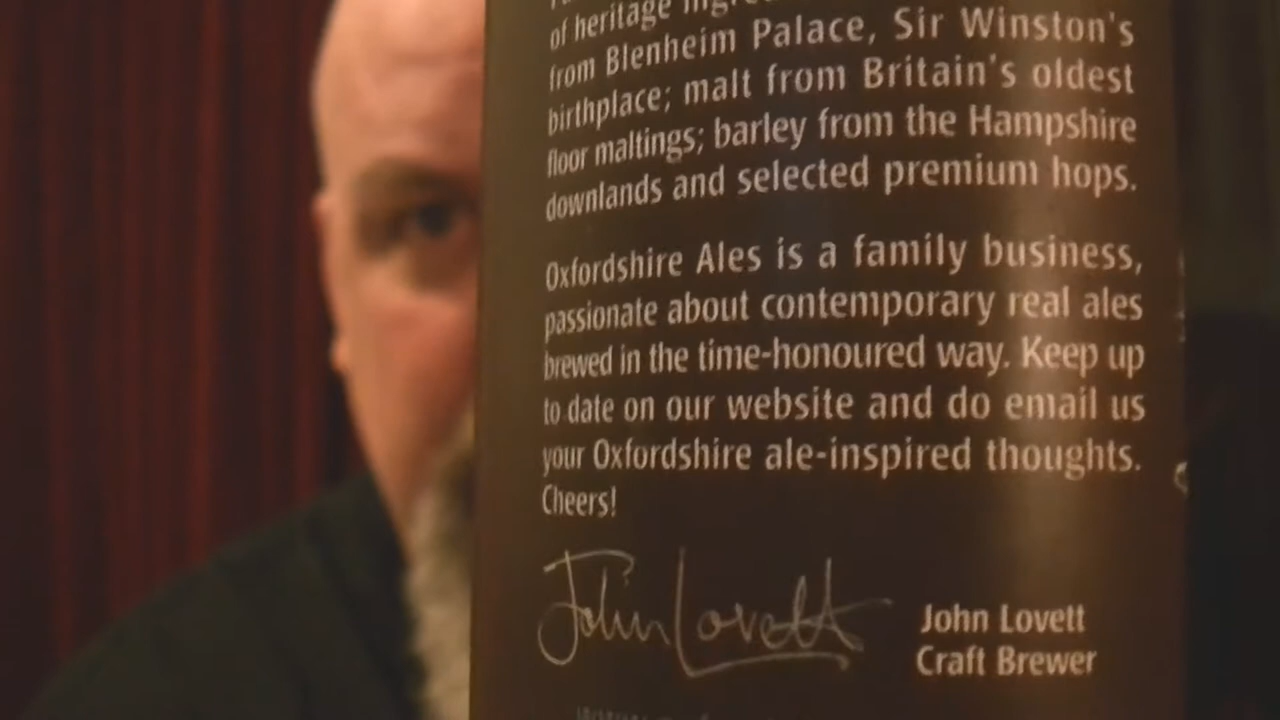 of heritage
from Blenheim Palace, Sir Winston's
birthplace; malt from Britain's oldest
floor maltings; barley from the Hampshire
downlands and selected premium hops.
Oxfordshire Ales is a family business,
passionate about contemporary real ales
brewed in the time-honoured way. Keep up
to date on our website and do email us
your Oxfordshire ale-inspired thoughts.
Cheers!
John Lovett
John Lovett
Craft Brewer